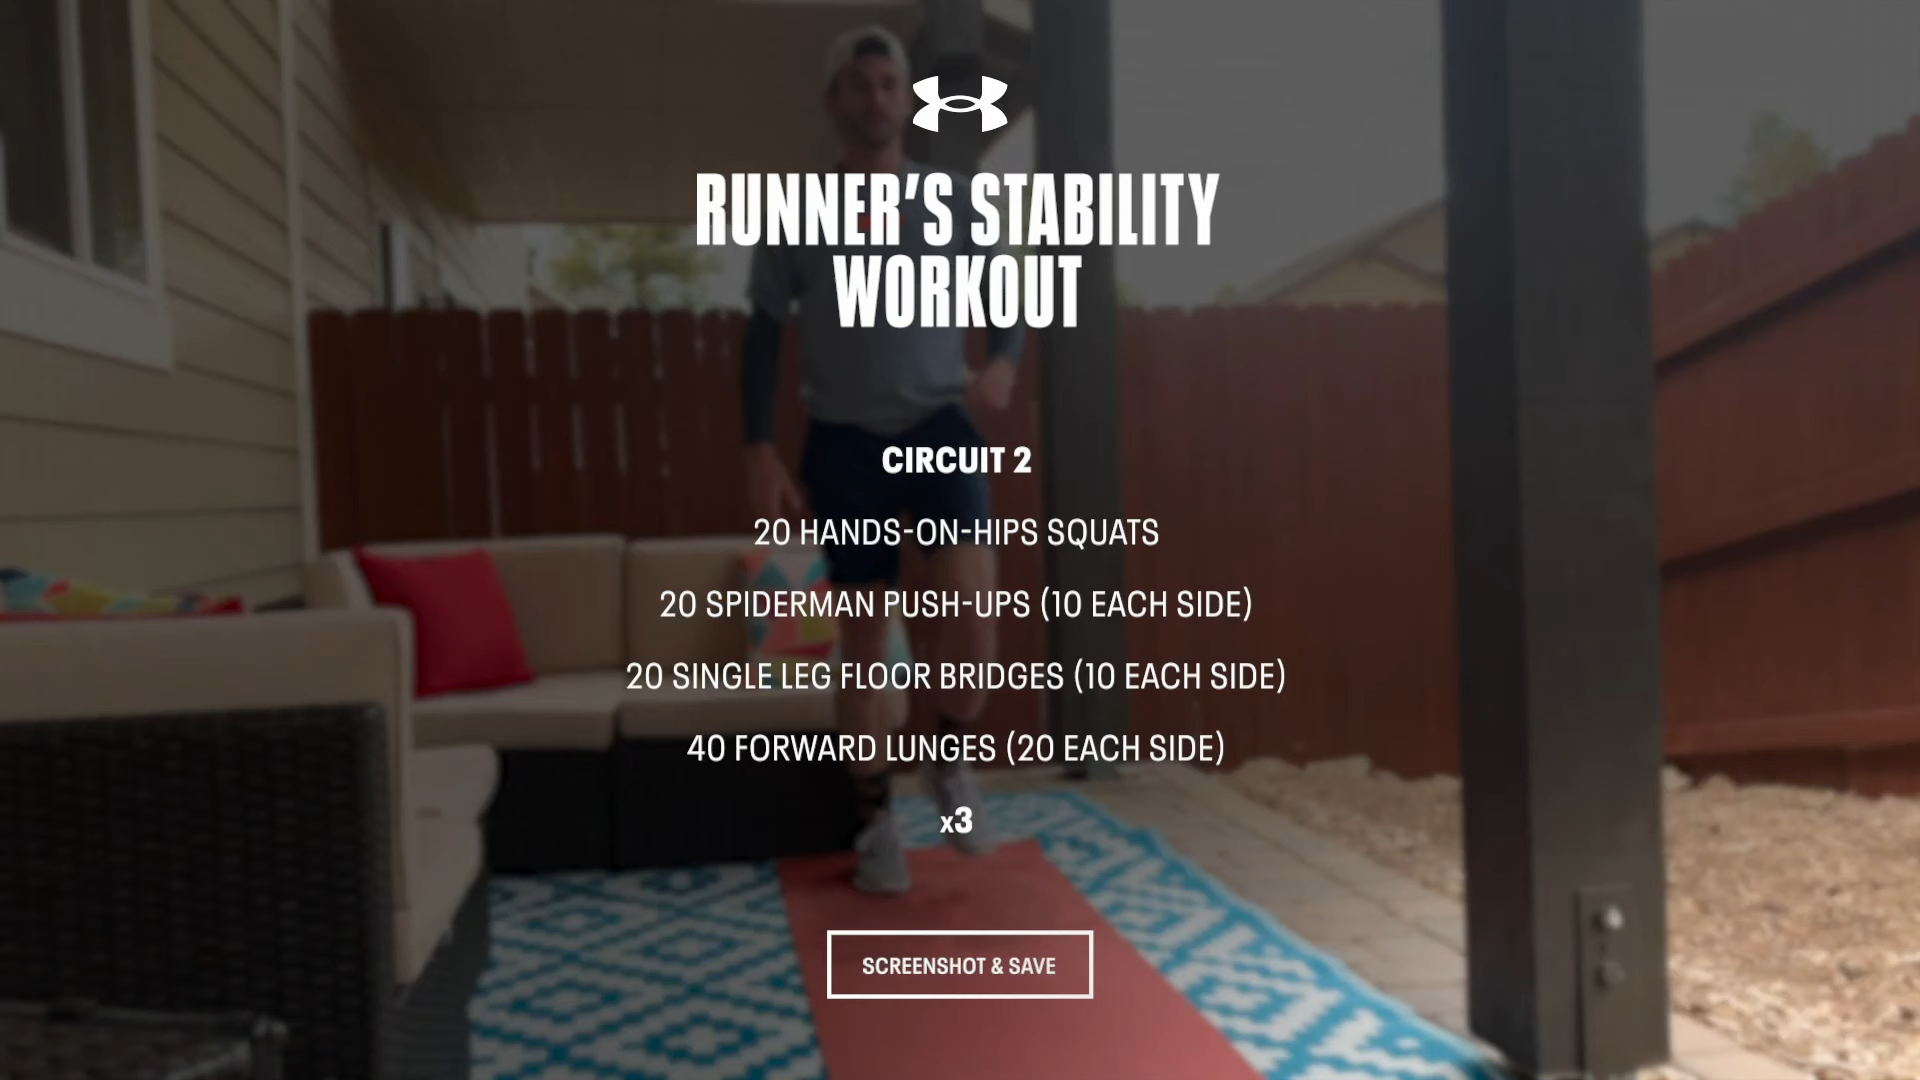 RUNNER'S STABILITY
WORKOUT
CIRCUIT 2
20 HANDS-ON-HIPS SQUATS
20 SPIDERMAN PUSH-UPS (10 EACH SIDE)
20 SINGLE LEG FLOOR BRIDGES (10 EACH SIDE)
40 FORWARD LUNGES (20 EACH SIDE)
x3
SCREENSHOT & SAVE